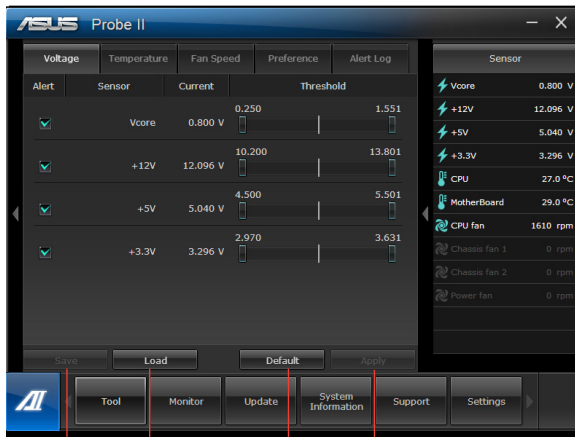 ASUS Probe II
Voltage Temperature Fan Speed Preference Alert Log
Alert Sensor Current Threshold
Vcore 0.800 V 0.250 1.551
+12V 12.096 V 10.200 13.801
+5V 5.040 V 4.500 5.501
+3.3V 3.296 V 2.970 3.631
Save Load Default Apply
Sensor
Vcore 0.800 V
+12V 12.096 V
+5V 5.040 V
+3.3V 3.296 V
CPU 27.0 ºC
MotherBoard 29.0 ºC
CPU fan 1610 rpm
Chassis fan 1 0 rpm
Chassis fan 2 0 rpm
Power fan 0 rpm
AI Tool Monitor Update System Information Support Settings